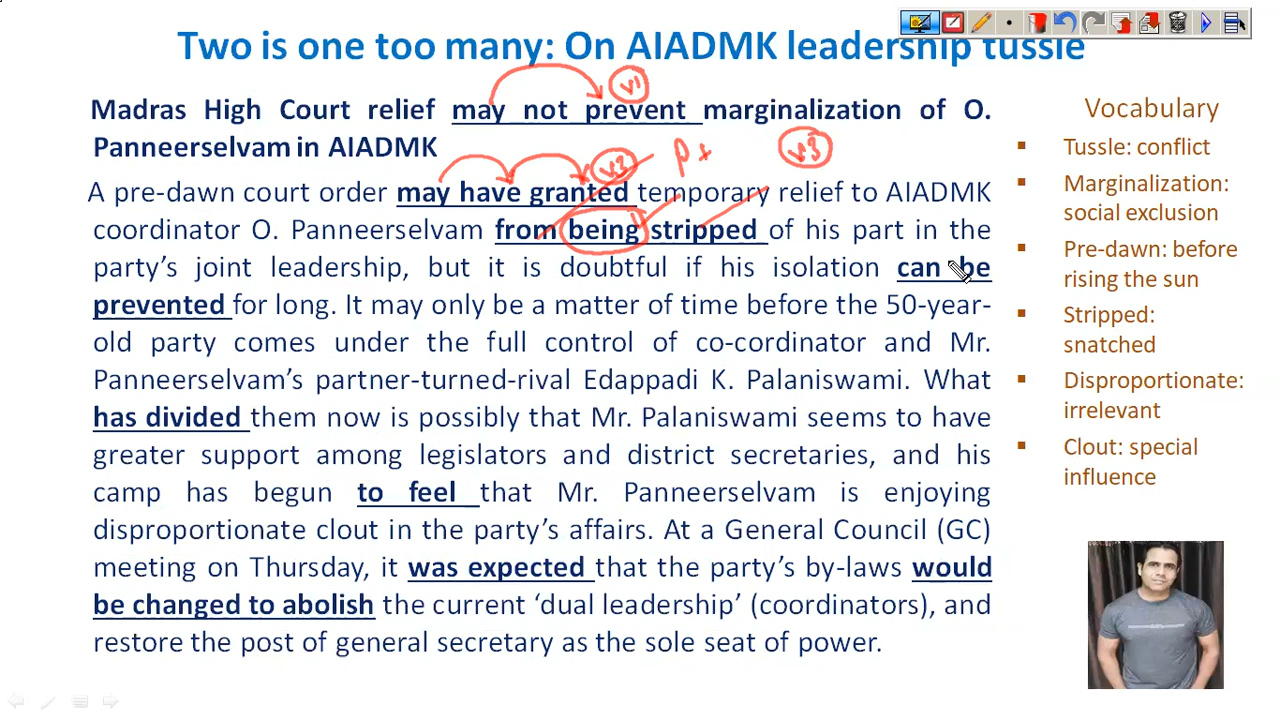 Two is one too many: On AIADMK leadership tussle
Madras High Court relief may not prevent marginalization of O.
Panneerselvam in AIADMK
A pre-dawn court order may have granted temporary relief to AIADMK
coordinator O. Panneerselvam from being stripped of his part in the
party's joint leadership, but it is doubtful if his isolation can be
prevented for long. It may only be a matter of time before the 50-year-
old party comes under the full control of co-cordinator and Mr.
Panneerselvam's partner-turned-rival Edappadi K. Palaniswami. What
has divided them now is possibly that Mr. Palaniswami seems to have
greater support among legislators and district secretaries, and his
camp has begun to feel that Mr. Panneerselvam is enjoying
disproportionate clout in the party's affairs. At a General Council (GC)
meeting on Thursday, it was expected that the party's by-laws would
be changed to abolish the current 'dual leadership' (coordinators), and
restore the post of general secretary as the sole seat of power.
V1
V3
V3
Vocabulary
Tussle: conflict
Marginalization:
social exclusion
Pre-dawn: before
rising the sun
Stripped:
snatched
Disproportionate:
irrelevant
Clout: special
influence